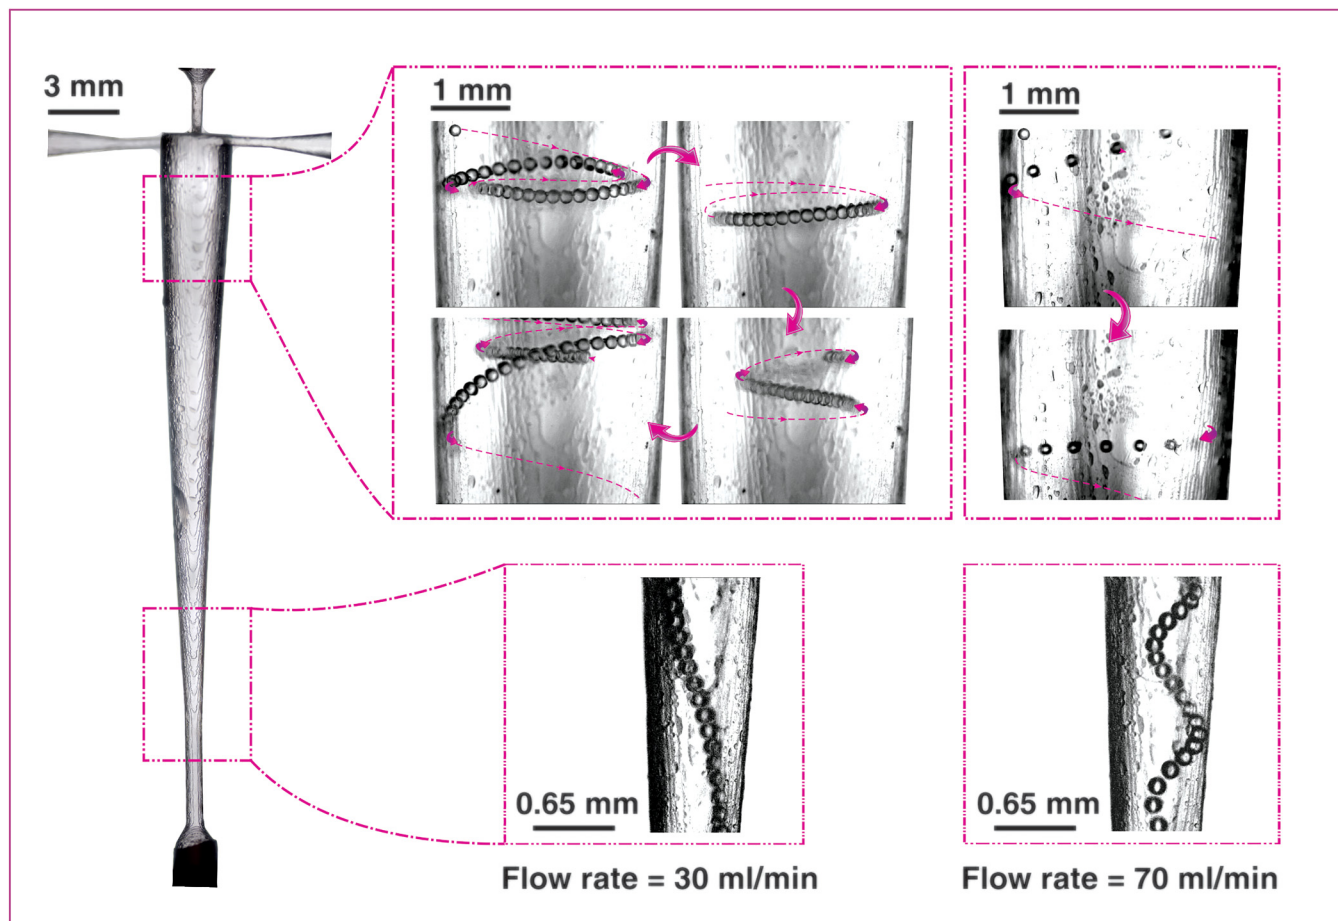 3 mm
1 mm
1 mm
0.65 mm
0.65 mm
Flow rate = 30 ml/min
Flow rate = 70 ml/min